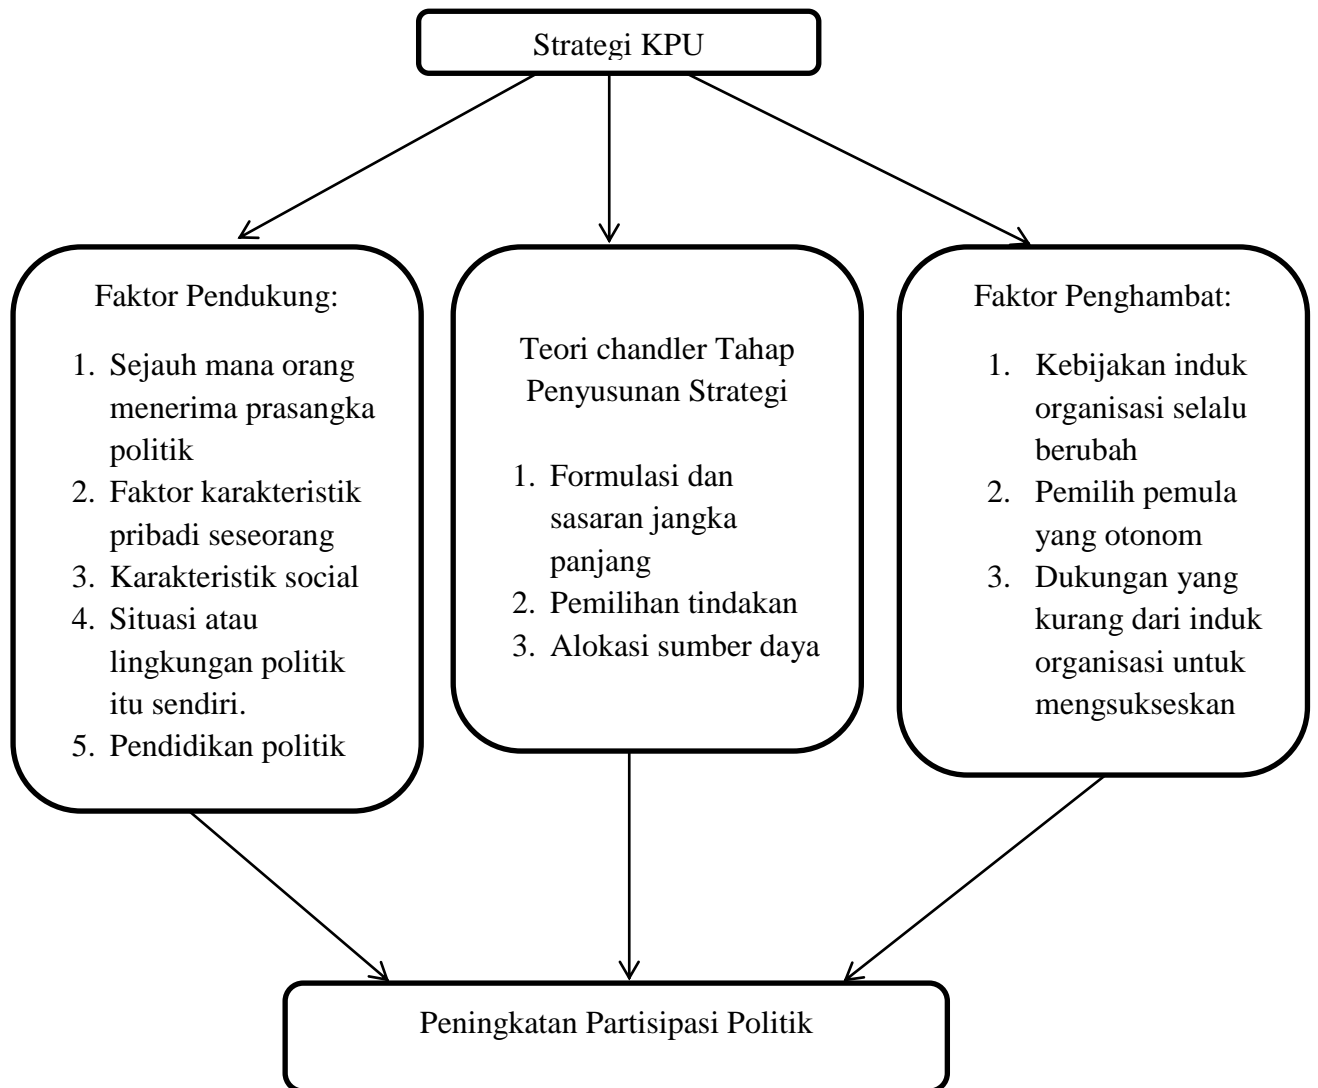 Strategi KPU
Faktor Pendukung:
1. Sejauh mana orang
menerima prasangka
politik
2. Faktor karakteristik
pribadi seseorang
3. Karakteristik social
4. Situasi atau
lingkungan politik
itu sendiri.
5. Pendidikan politik
Teori chandler Tahap
Penyusunan Strategi
1. Formulasi dan
sasaran jangka
panjang
2. Pemilihan tindakan
3. Alokasi sumber daya
Faktor Penghambat:
1. Kebijakan induk
organisasi selalu
berubah
2. Pemilih pemula
yang otonom
3. Dukungan yang
kurang dari induk
organisasi untuk
mengsukseskan
Peningkatan Partisipasi Politik